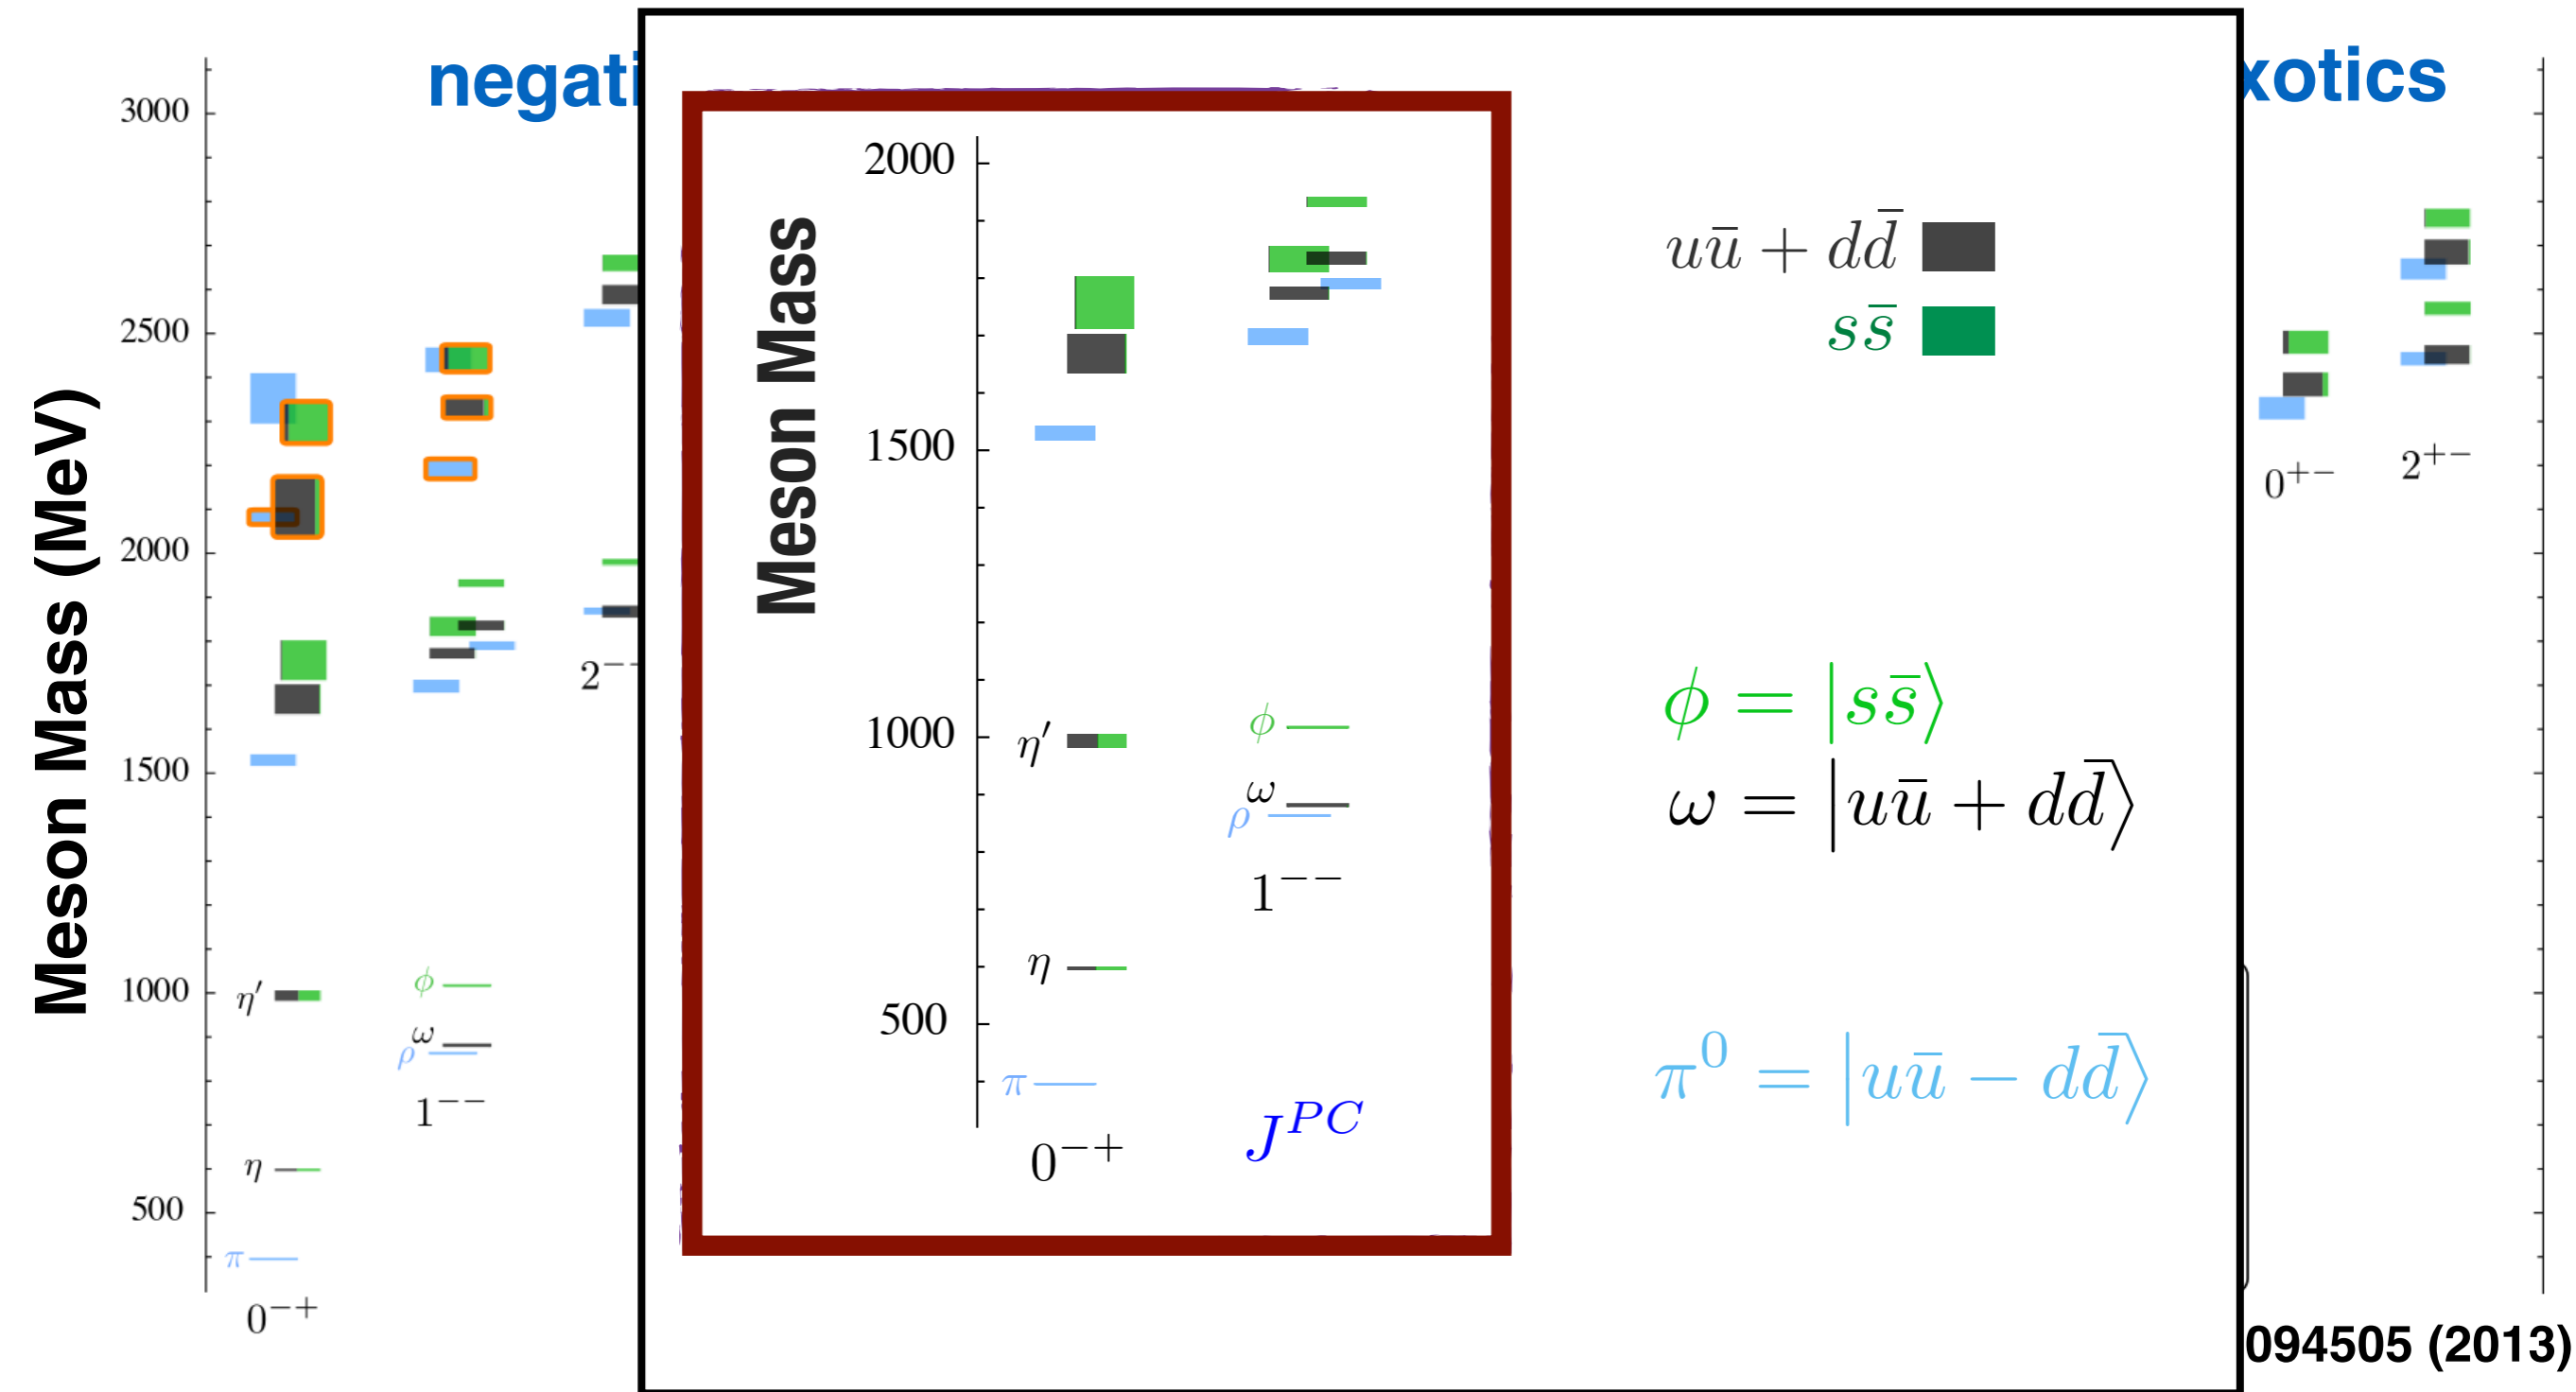 negati
xotics
Meson Mass (MeV)
3000
2500
2000
1500
1000
500
η′
η
π
0⁻⁺
ϕ
ω
ρ
1⁻⁻
2⁻⁻
Meson Mass
2000
1500
1000
500
η′
η
π
0⁻⁺
ϕ
ω
ρ
1⁻⁻
J^{PC}
uū + dd̄
ss̄
ϕ = |ss̄⟩
ω = |uū + dd̄⟩
π⁰ = |uū − dd̄⟩
0⁺⁻
2⁺⁻
094505 (2013)